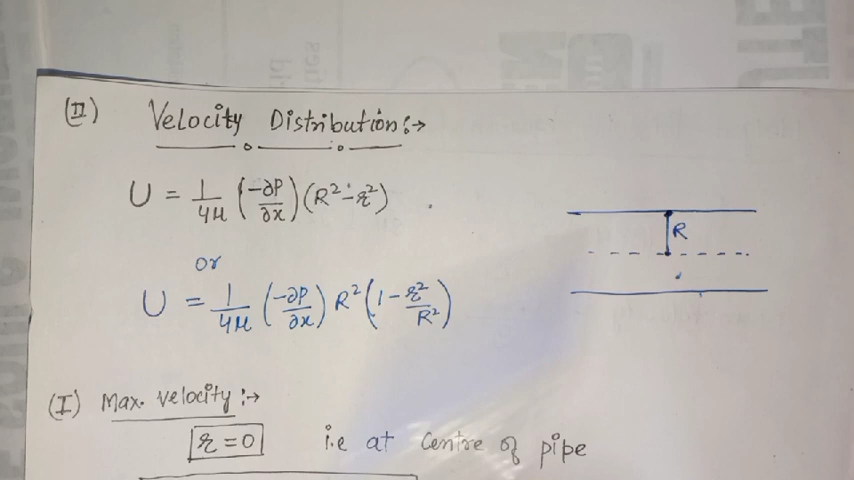 (II) Velocity Distribution:→
U = 1/4μ (-∂P/∂x) (R²-r²)
R
or
U = 1/4μ (-∂P/∂x) R² (1 - r²/R²)
(I) Max. velocity :→
r = 0 i.e at Centre of pipe